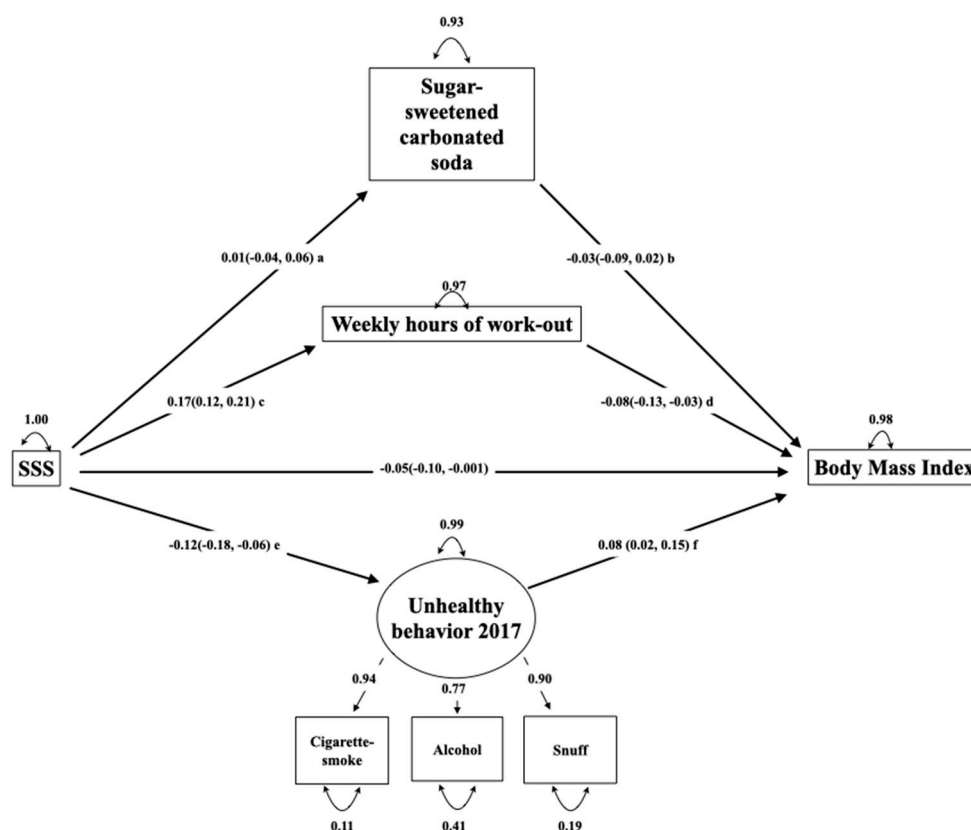 0.93
Sugar-
sweetened
carbonated
soda
0.01(-0.04, 0.06) a
-0.03(-0.09, 0.02) b
0.97
Weekly hours of work-out
0.17(0.12, 0.21) c
-0.08(-0.13, -0.03) d
1.00
SSS
-0.05(-0.10, -0.001)
0.98
Body Mass Index
-0.12(-0.18, -0.06) e
0.99
0.08 (0.02, 0.15) f
Unhealthy
behavior 2017
0.94
0.77
0.90
Cigarette-
smoke
Alcohol
Snuff
0.11
0.41
0.19